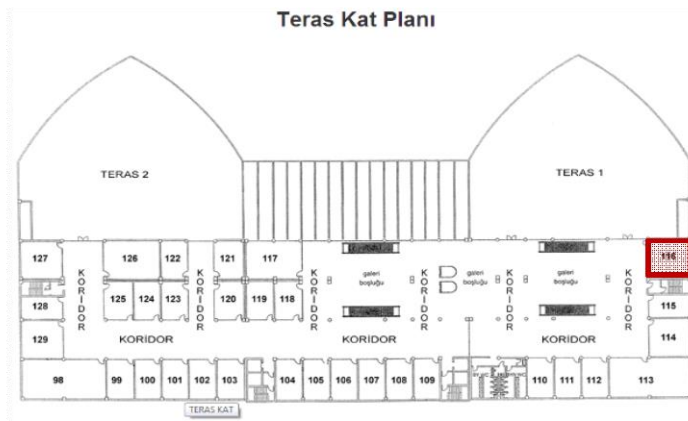 Teras Kat Planı
TERAS 2
TERAS 1
127
126
122
121
117
116
KORİDOR
KORİDOR
KORİDOR
galeri
boşluğu
KORİDOR
galeri
boşluğu
KORİDOR
galeri
boşluğu
KORİDOR
128
125
124
123
120
119
118
115
129
KORİDOR
KORİDOR
KORİDOR
114
98
99
100
101
102
103
104
105
106
107
108
109
110
111
112
113
TERAS KAT